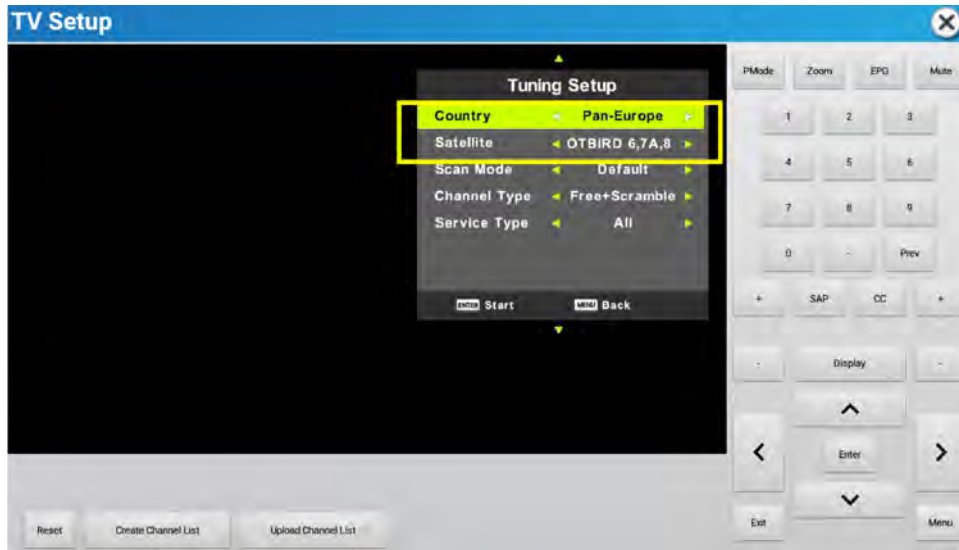 TV Setup
Tuning Setup
Country Pan-Europe
Satellite OTBIRD 6,7A,8
Scan Mode Default
Channel Type Free+Scramble
Service Type All
ENTER Start MENU Back
PMode Zoom EPG Mute
1 2 3
4 5 6
7 8 9
0 - Prev
+ SAP CC +
- Display -
Enter
Exit Menu
Reset Create Channel List Upload Channel List